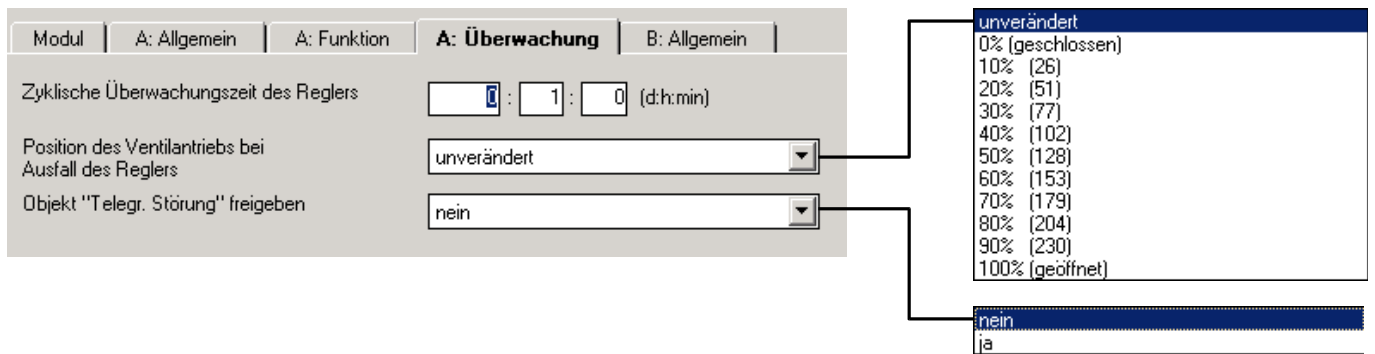 Modul A: Allgemein A: Funktion A: Überwachung B: Allgemein
Zyklische Überwachungszeit des Reglers 0 : 1 : 0 (d:h:min)
Position des Ventilantriebs bei
Ausfall des Reglers
unverändert
Objekt "Telegr. Störung" freigeben
nein
unverändert
0% (geschlossen)
10% (26)
20% (51)
30% (77)
40% (102)
50% (128)
60% (153)
70% (179)
80% (204)
90% (230)
100% (geöffnet)
nein
ja